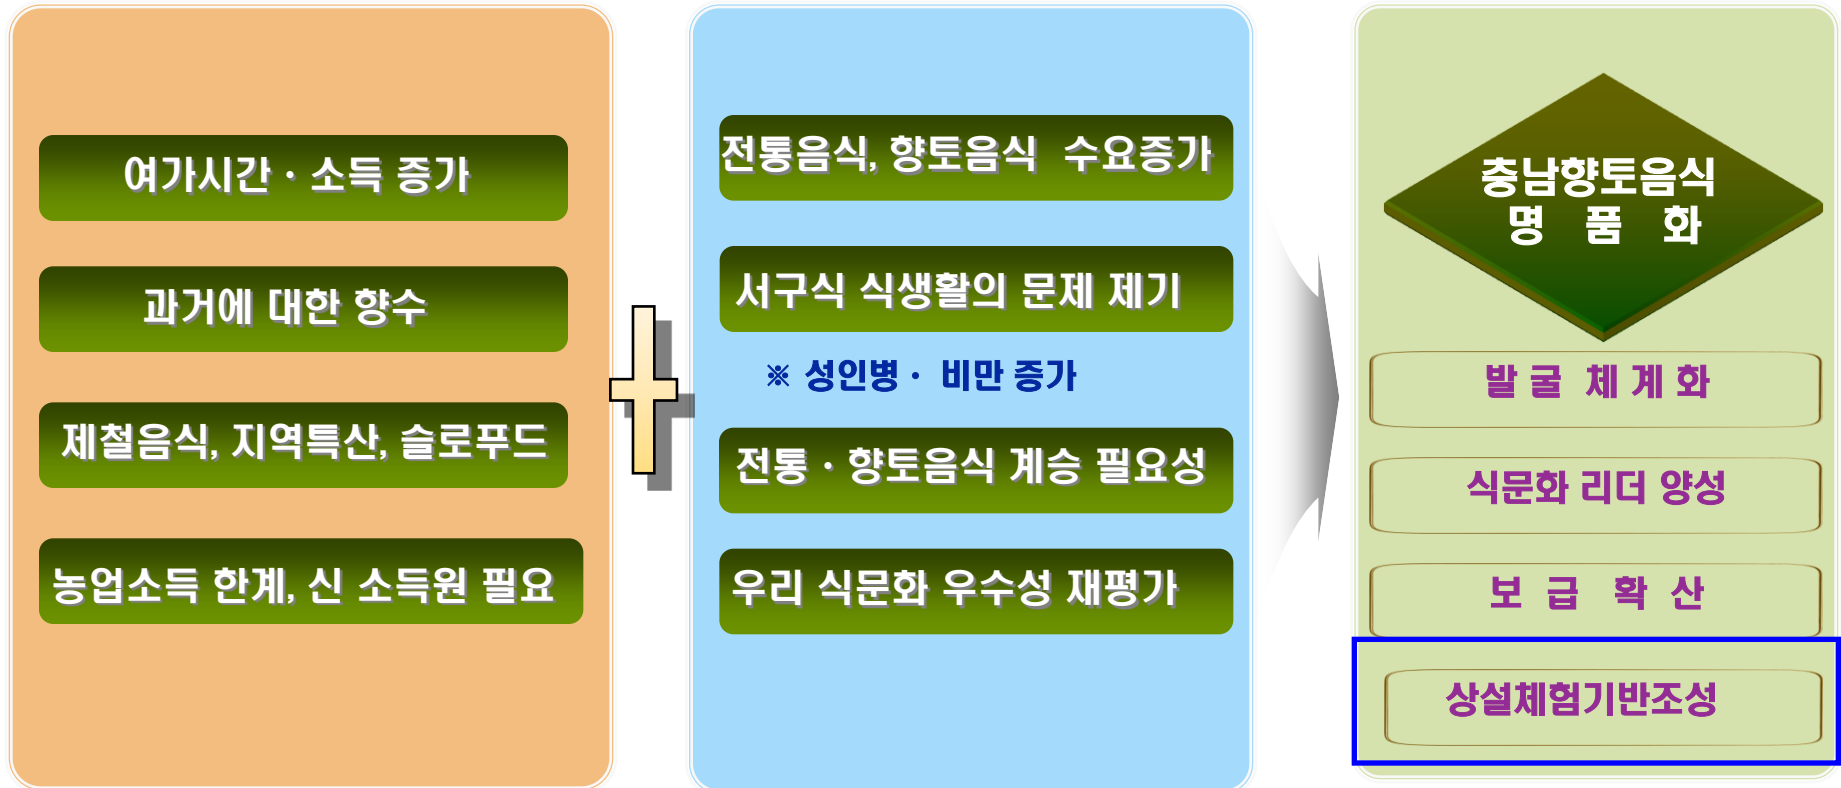 여가시간 · 소득 증가
과거에 대한 향수
제철음식, 지역특산, 슬로푸드
농업소득 한계, 신 소득원 필요
전통음식, 향토음식 수요증가
서구식 식생활의 문제 제기
※ 성인병 · 비만 증가
전통 · 향토음식 계승 필요성
우리 식문화 우수성 재평가
충남향토음식
명 품 화
발 굴 체 계 화
식문화 리더 양성
보 급 확 산
상설체험기반조성